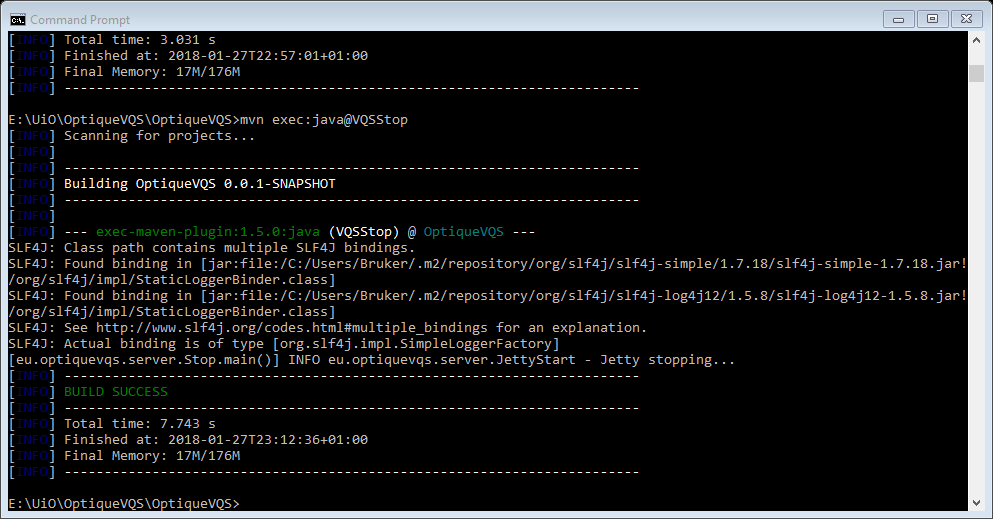 Command Prompt
[INFO] Total time: 3.031 s
[INFO] Finished at: 2018-01-27T22:57:01+01:00
[INFO] Final Memory: 17M/176M
[INFO] ------------------------------------------------------------------------
E:\UiO\OptiqueVQS\OptiqueVQS>mvn exec:java@VQSStop
[INFO] Scanning for projects...
[INFO]
[INFO] ------------------------------------------------------------------------
[INFO] Building OptiqueVQS 0.0.1-SNAPSHOT
[INFO] ------------------------------------------------------------------------
[INFO]
[INFO] --- exec-maven-plugin:1.5.0:java (VQSStop) @ OptiqueVQS ---
SLF4J: Class path contains multiple SLF4J bindings.
SLF4J: Found binding in [jar:file:/C:/Users/Bruker/.m2/repository/org/slf4j/slf4j-simple/1.7.18/slf4j-simple-1.7.18.jar!
/org/slf4j/impl/StaticLoggerBinder.class]
SLF4J: Found binding in [jar:file:/C:/Users/Bruker/.m2/repository/org/slf4j/slf4j-log4j12/1.5.8/slf4j-log4j12-1.5.8.jar!
/org/slf4j/impl/StaticLoggerBinder.class]
SLF4J: See http://www.slf4j.org/codes.html#multiple_bindings for an explanation.
SLF4J: Actual binding is of type [org.slf4j.impl.SimpleLoggerFactory]
[eu.optiquevqs.server.Stop.main()] INFO eu.optiquevqs.server.JettyStart - Jetty stopping...
[INFO] ------------------------------------------------------------------------
[INFO] BUILD SUCCESS
[INFO] ------------------------------------------------------------------------
[INFO] Total time: 7.743 s
[INFO] Finished at: 2018-01-27T23:12:36+01:00
[INFO] Final Memory: 17M/176M
[INFO] ------------------------------------------------------------------------
E:\UiO\OptiqueVQS\OptiqueVQS>